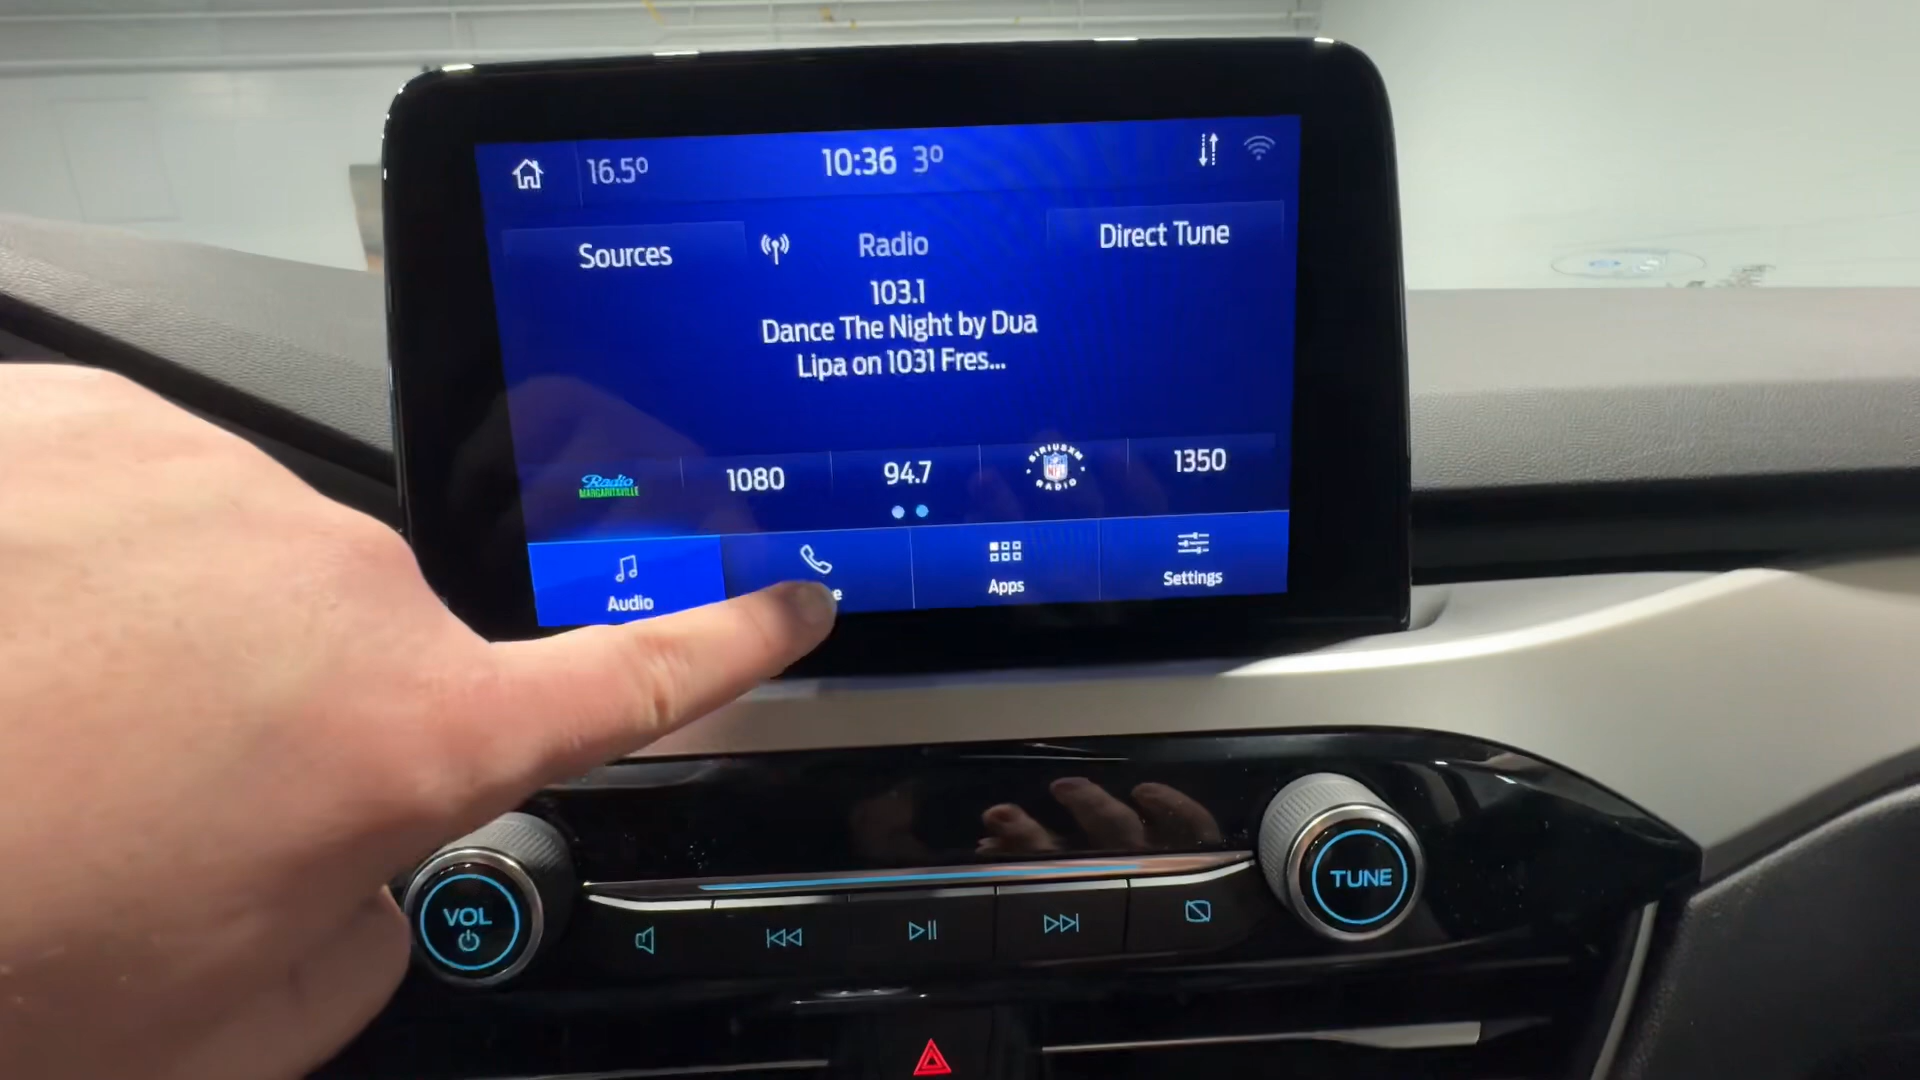 16.5º
10:36 3º
Sources
Radio
Direct Tune
103.1
Dance The Night by Dua
Lipa on 1031 Fres...
Radio
MARGARITAVILLE
1080
94.7
SIRIUSXM
NFL
RADIO
1350
Audio
e
Apps
Settings
VOL
TUNE